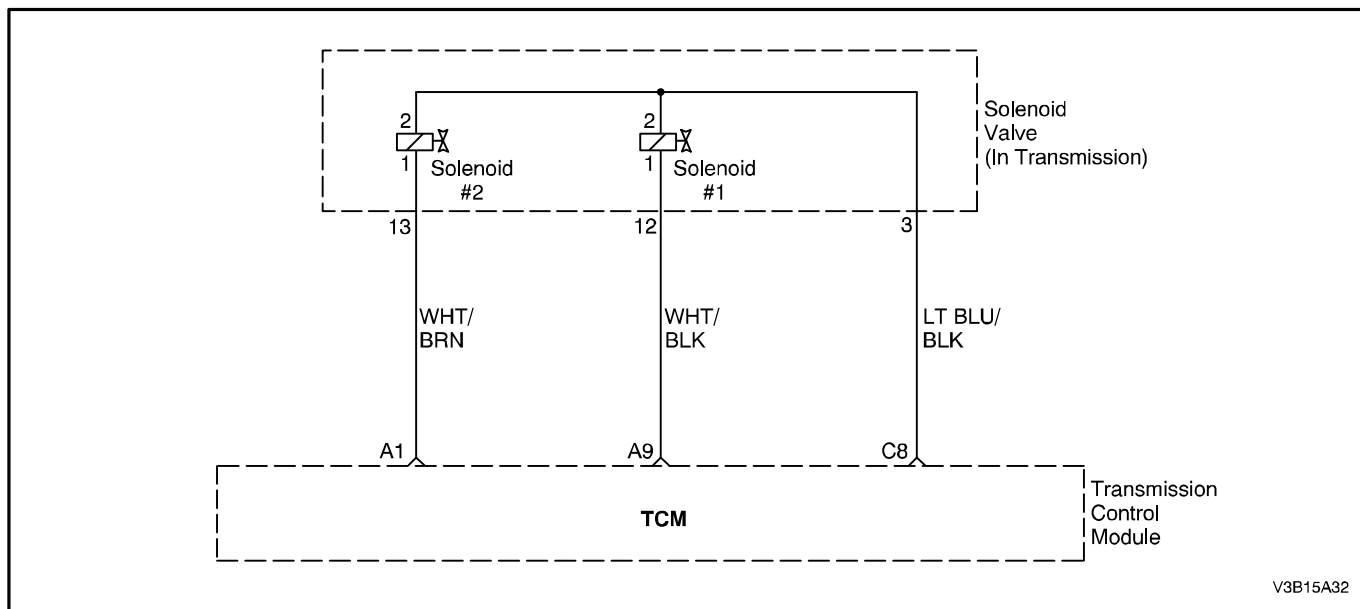 2
1
Solenoid
#2
2
1
Solenoid
#1
Solenoid
Valve
(In Transmission)
13
12
3
WHT/
BRN
WHT/
BLK
LT BLU/
BLK
A1
A9
C8
TCM
Transmission
Control
Module
V3B15A32